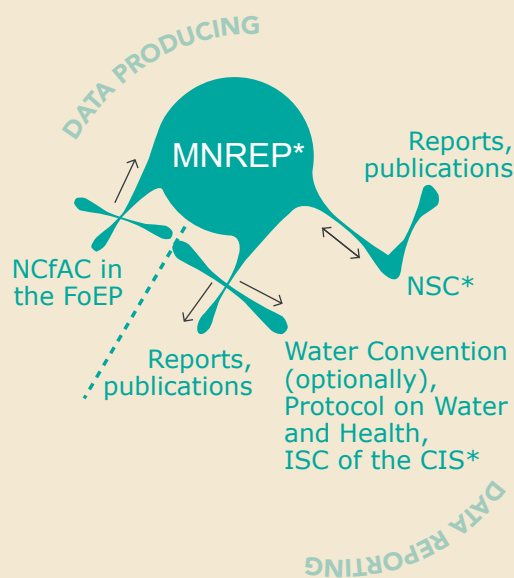 DATA PRODUCING
MNREP*
Reports,
publications
NCfAC in
the FoEP
NSC*
Reports,
publications
Water Convention
(optionally),
Protocol on Water
and Health,
ISC of the CIS*
DATA REPORTING